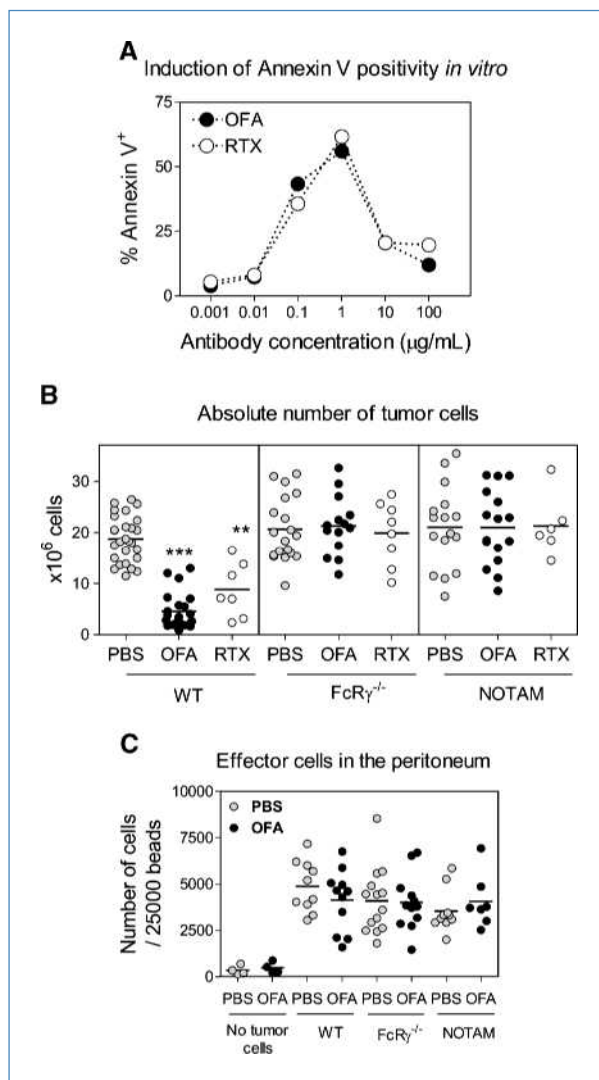 A
Induction of Annexin V positivity in vitro
75
50
25
0
% Annexin V+
OFA
RTX
0.001 0.01 0.1 1 10 100
Antibody concentration (µg/mL)
B
Absolute number of tumor cells
30
20
10
0
x10⁶ cells
*** **
PBS OFA RTX PBS OFA RTX PBS OFA RTX
WT FcRγ⁻/⁻ NOTAM
C
Effector cells in the peritoneum
10000
7500
5000
2500
0
Number of cells
/ 25000 beads
PBS
OFA
PBS OFA PBS OFA PBS OFA PBS OFA
No tumor
cells
WT FcRγ⁻/⁻ NOTAM